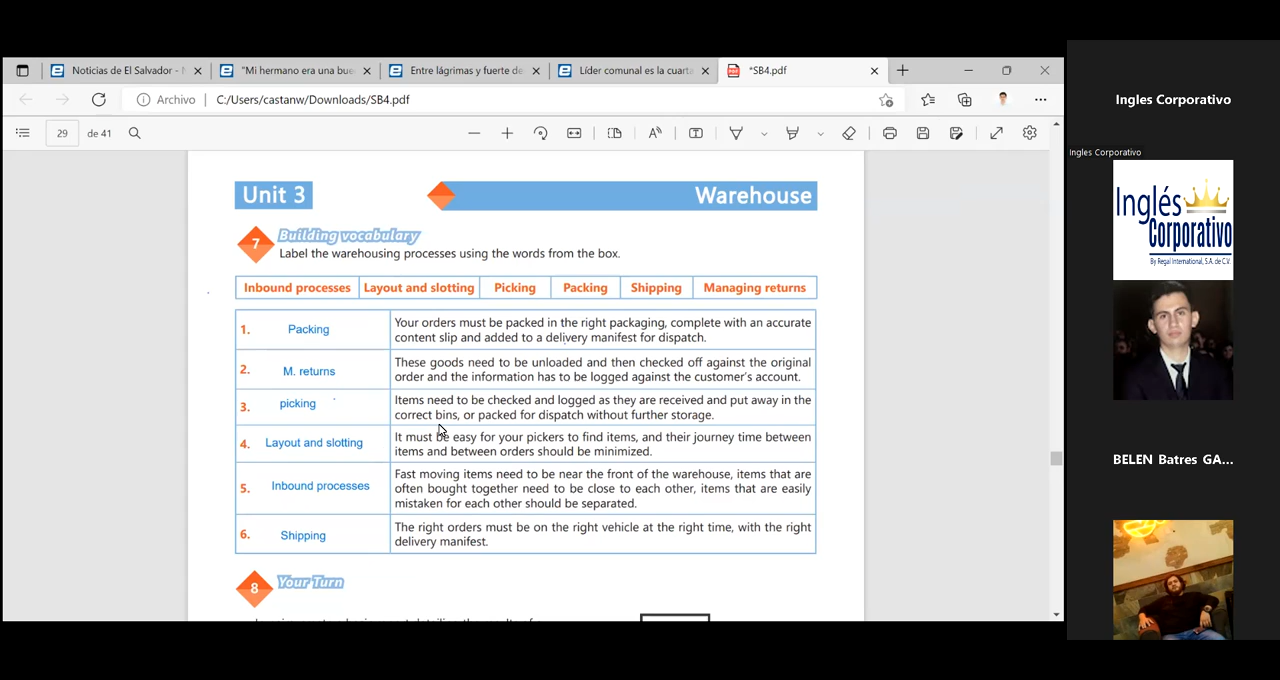 Noticias de El Salvador -
"Mi hermano era una bue
Entre lágrimas y fuerte de
Líder comunal es la cuarta
*SB4.pdf
Archivo
C:/Users/castanw/Downloads/SB4.pdf
29 de 41
Unit 3
Warehouse
7
Building vocabulary
Label the warehousing processes using the words from the box.
Inbound processes Layout and slotting Picking Packing Shipping Managing returns
1. Packing
Your orders must be packed in the right packaging, complete with an accurate
content slip and added to a delivery manifest for dispatch.
2. M. returns
These goods need to be unloaded and then checked off against the original
order and the information has to be logged against the customer's account.
3. picking
Items need to be checked and logged as they are received and put away in the
correct bins, or packed for dispatch without further storage.
4. Layout and slotting
It must be easy for your pickers to find items, and their journey time between
items and between orders should be minimized.
5. Inbound processes
Fast moving items need to be near the front of the warehouse, items that are
often bought together need to be close to each other, items that are easily
mistaken for each other should be separated.
6. Shipping
The right orders must be on the right vehicle at the right time, with the right
delivery manifest.
8
Your Turn
Ingles Corporativo
Ingles Corporativo
Inglés
Corporativo
By Regal International, S.A. de C.V.
BELEN Batres GA...